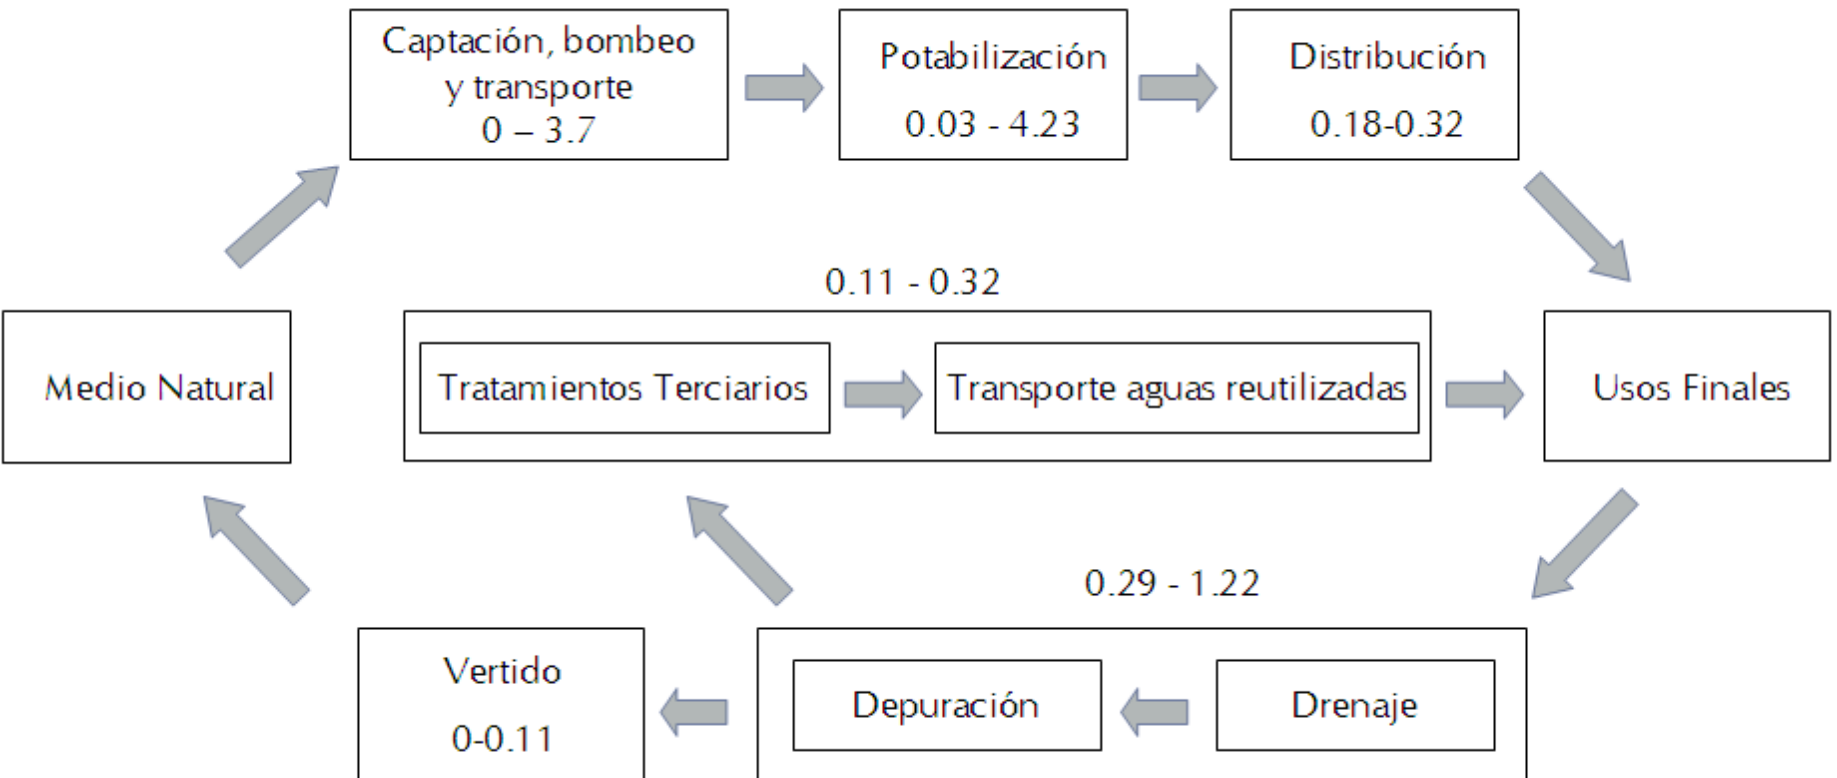 Captación, bombeo
y transporte
0 – 3.7
Potabilización
0.03 - 4.23
Distribución
0.18-0.32
0.11 - 0.32
Medio Natural
Tratamientos Terciarios
Transporte aguas reutilizadas
Usos Finales
0.29 - 1.22
Vertido
0-0.11
Depuración
Drenaje